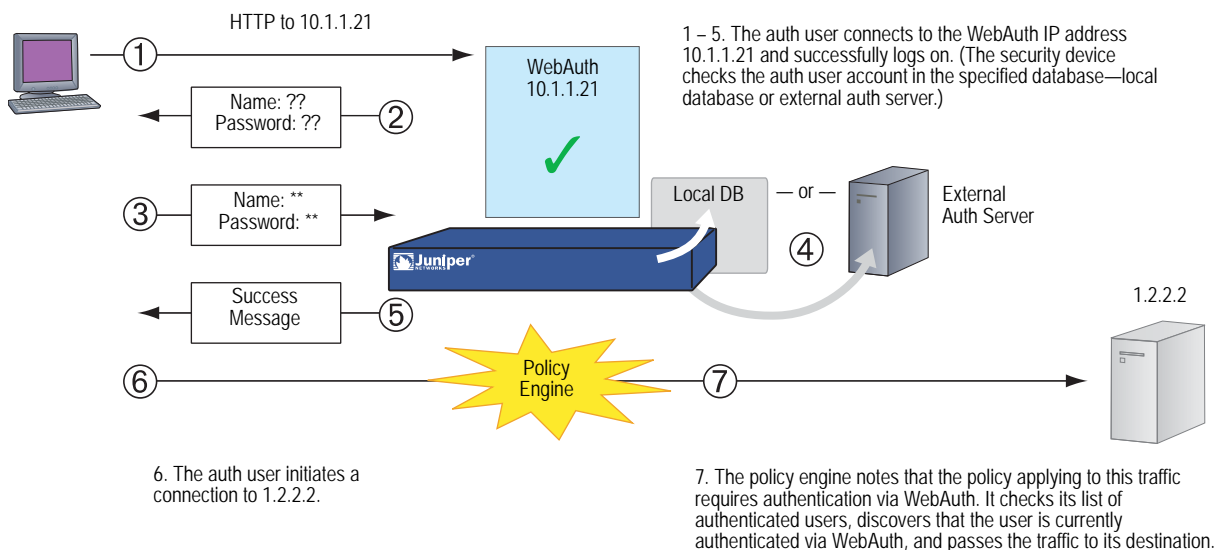 HTTP to 10.1.1.21
1
WebAuth
10.1.1.21
1 – 5. The auth user connects to the WebAuth IP address
10.1.1.21 and successfully logs on. (The security device
checks the auth user account in the specified database—local
database or external auth server.)
Name: ??
Password: ??
2
3
Name: **
Password: **
Local DB
— or —
External
Auth Server
4
Juniper®
NETWORKS
Success
Message
5
1.2.2.2
6
Policy
Engine
7
6. The auth user initiates a
connection to 1.2.2.2.
7. The policy engine notes that the policy applying to this traffic
requires authentication via WebAuth. It checks its list of
authenticated users, discovers that the user is currently
authenticated via WebAuth, and passes the traffic to its destination.